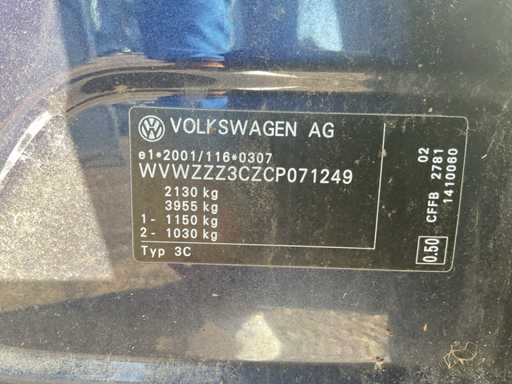 VOLKSWAGEN AG
e1*2001/116*0307
WVWZZZ3CZCP071249
2130 kg
3955 kg
1- 1150 kg
2- 1030 kg
Typ 3C
02
CFFB 2781
1410060
0.50